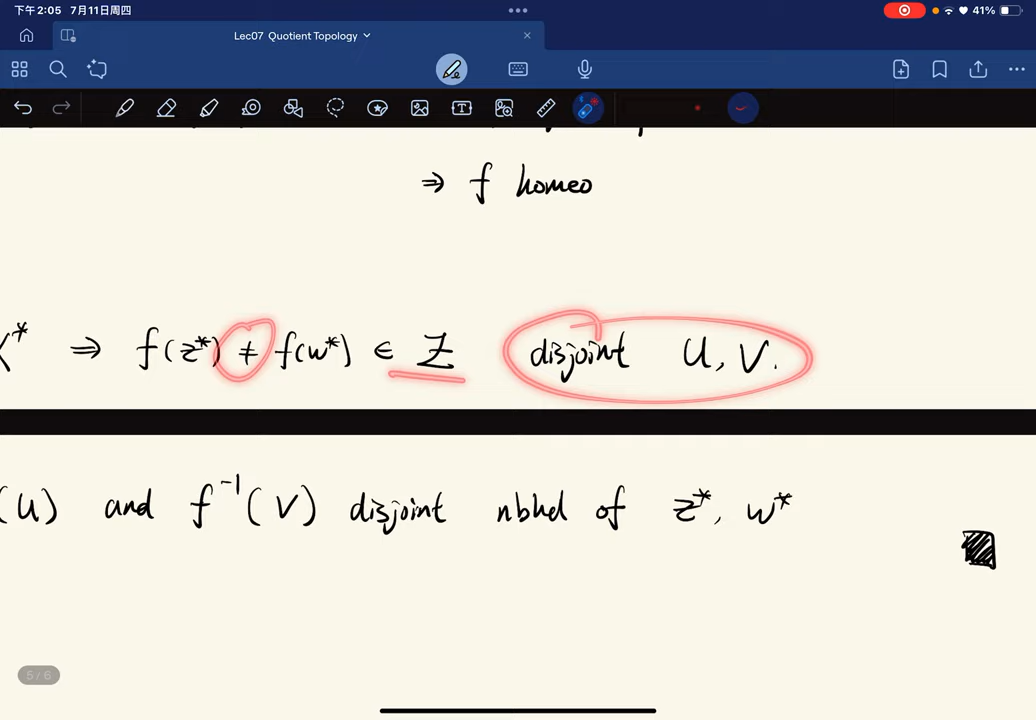 下午2:05 7月11日周四
41%
Lec07 Quotient Topology
⇒ f homeo
X* ⇒ f(z*) ≠ f(w*) ∈ Z disjoint U, V.
(U) and f⁻¹(V) disjoint nbhd of z*, w*
5 / 6